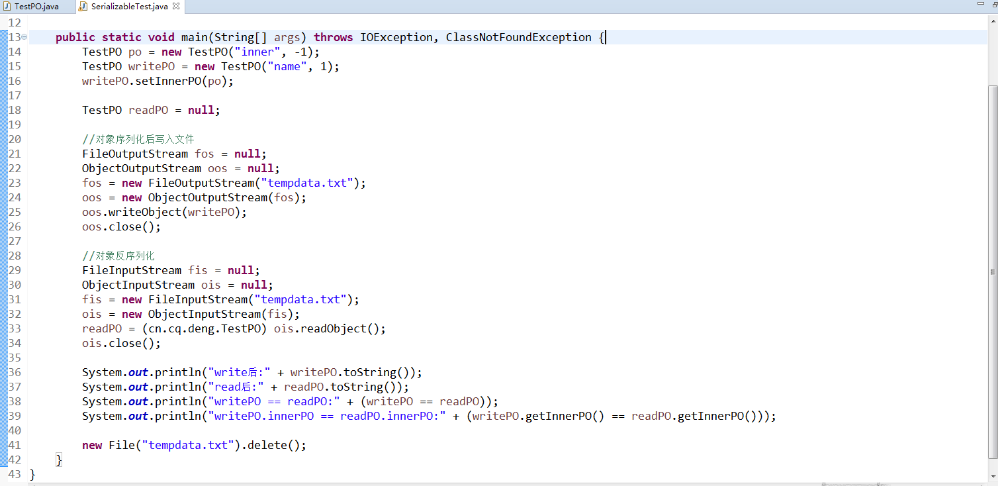 TestPO.java SerializableTest.java
12
13 public static void main(String[] args) throws IOException, ClassNotFoundException {
14 TestPO po = new TestPO("inner", -1);
15 TestPO writePO = new TestPO("name", 1);
16 writePO.setInnerPO(po);
17
18 TestPO readPO = null;
19
20 //对象序列化后写入文件
21 FileOutputStream fos = null;
22 ObjectOutputStream oos = null;
23 fos = new FileOutputStream("tempdata.txt");
24 oos = new ObjectOutputStream(fos);
25 oos.writeObject(writePO);
26 oos.close();
27
28 //对象反序列化
29 FileInputStream fis = null;
30 ObjectInputStream ois = null;
31 fis = new FileInputStream("tempdata.txt");
32 ois = new ObjectInputStream(fis);
33 readPO = (cn.cq.deng.TestPO) ois.readObject();
34 ois.close();
35
36 System.out.println("write后:" + writePO.toString());
37 System.out.println("read后:" + readPO.toString());
38 System.out.println("writePO == readPO:" + (writePO == readPO));
39 System.out.println("writePO.innerPO == readPO.innerPO:" + (writePO.getInnerPO() == readPO.getInnerPO()));
40
41 new File("tempdata.txt").delete();
42 }
43 }